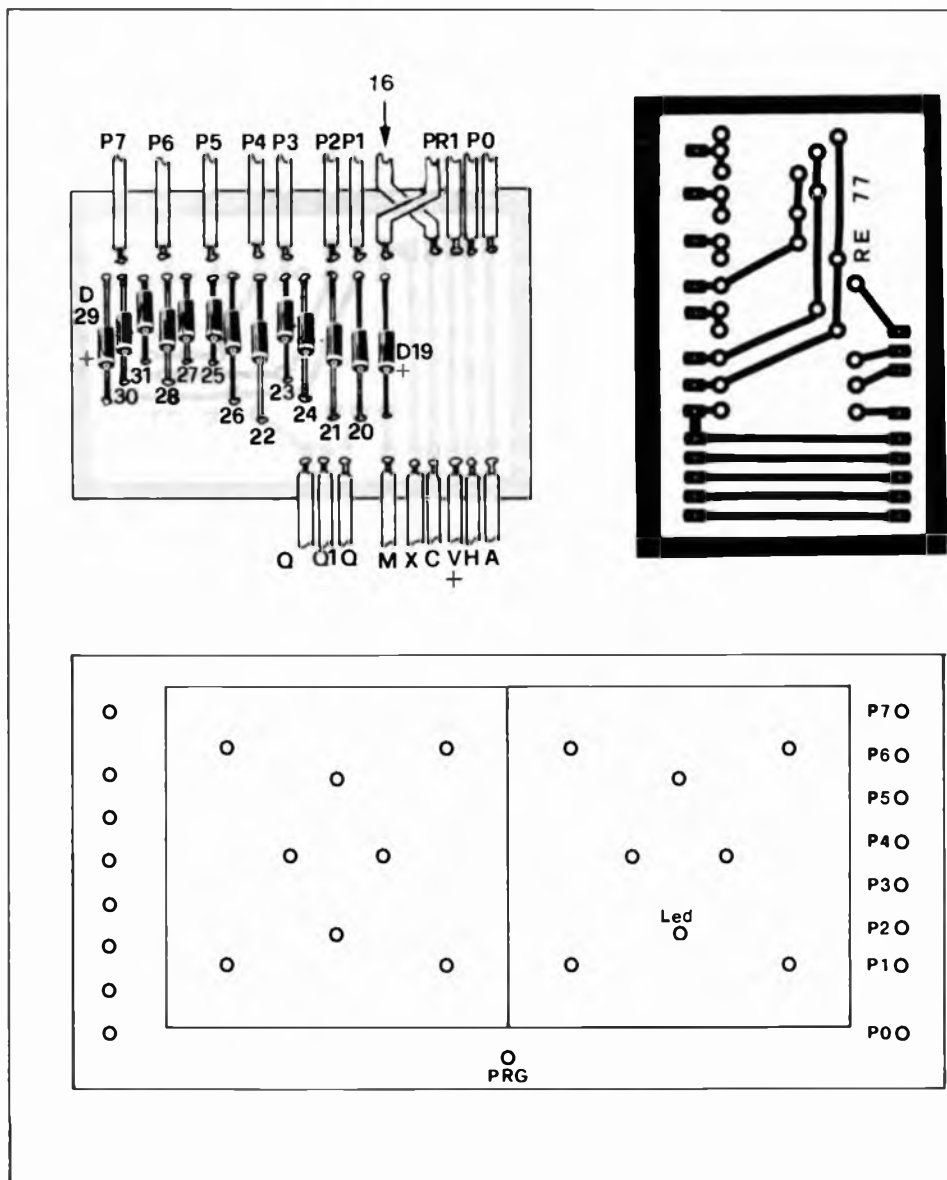 16
P7 P6 P5 P4 P3 P2 P1 PR1 P0
D
29
+
30
31
28
27
25
26
22
23
24
21
20
D19
+
Q Q1 Q M X C V H A
+
RE 77
P7
P6
P5
P4
P3
Led
P2
P1
P0
PRG